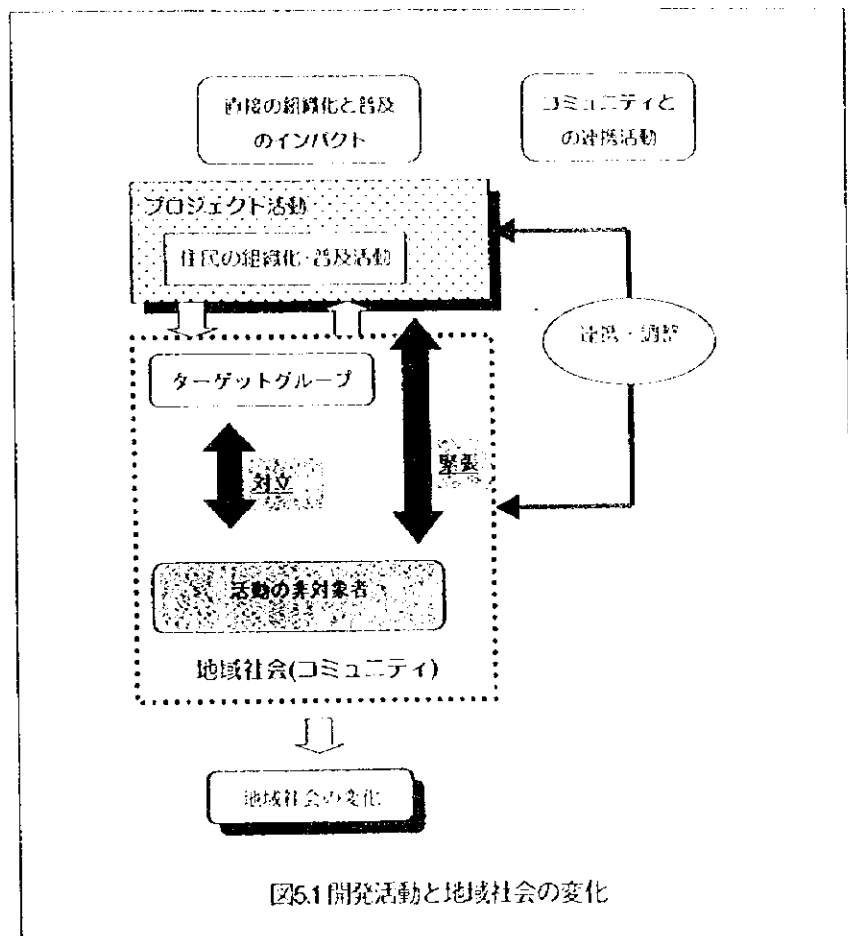 直接の組織化と普及
のインパクト
コミュニティと
の連携活動
プロジェクト活動
住民の組織化・普及活動
連携・調整
ターゲットグループ
対立
緊張
活動の非対象者
地域社会(コミュニティ)
地域社会の変化
図5.1 開発活動と地域社会の変化